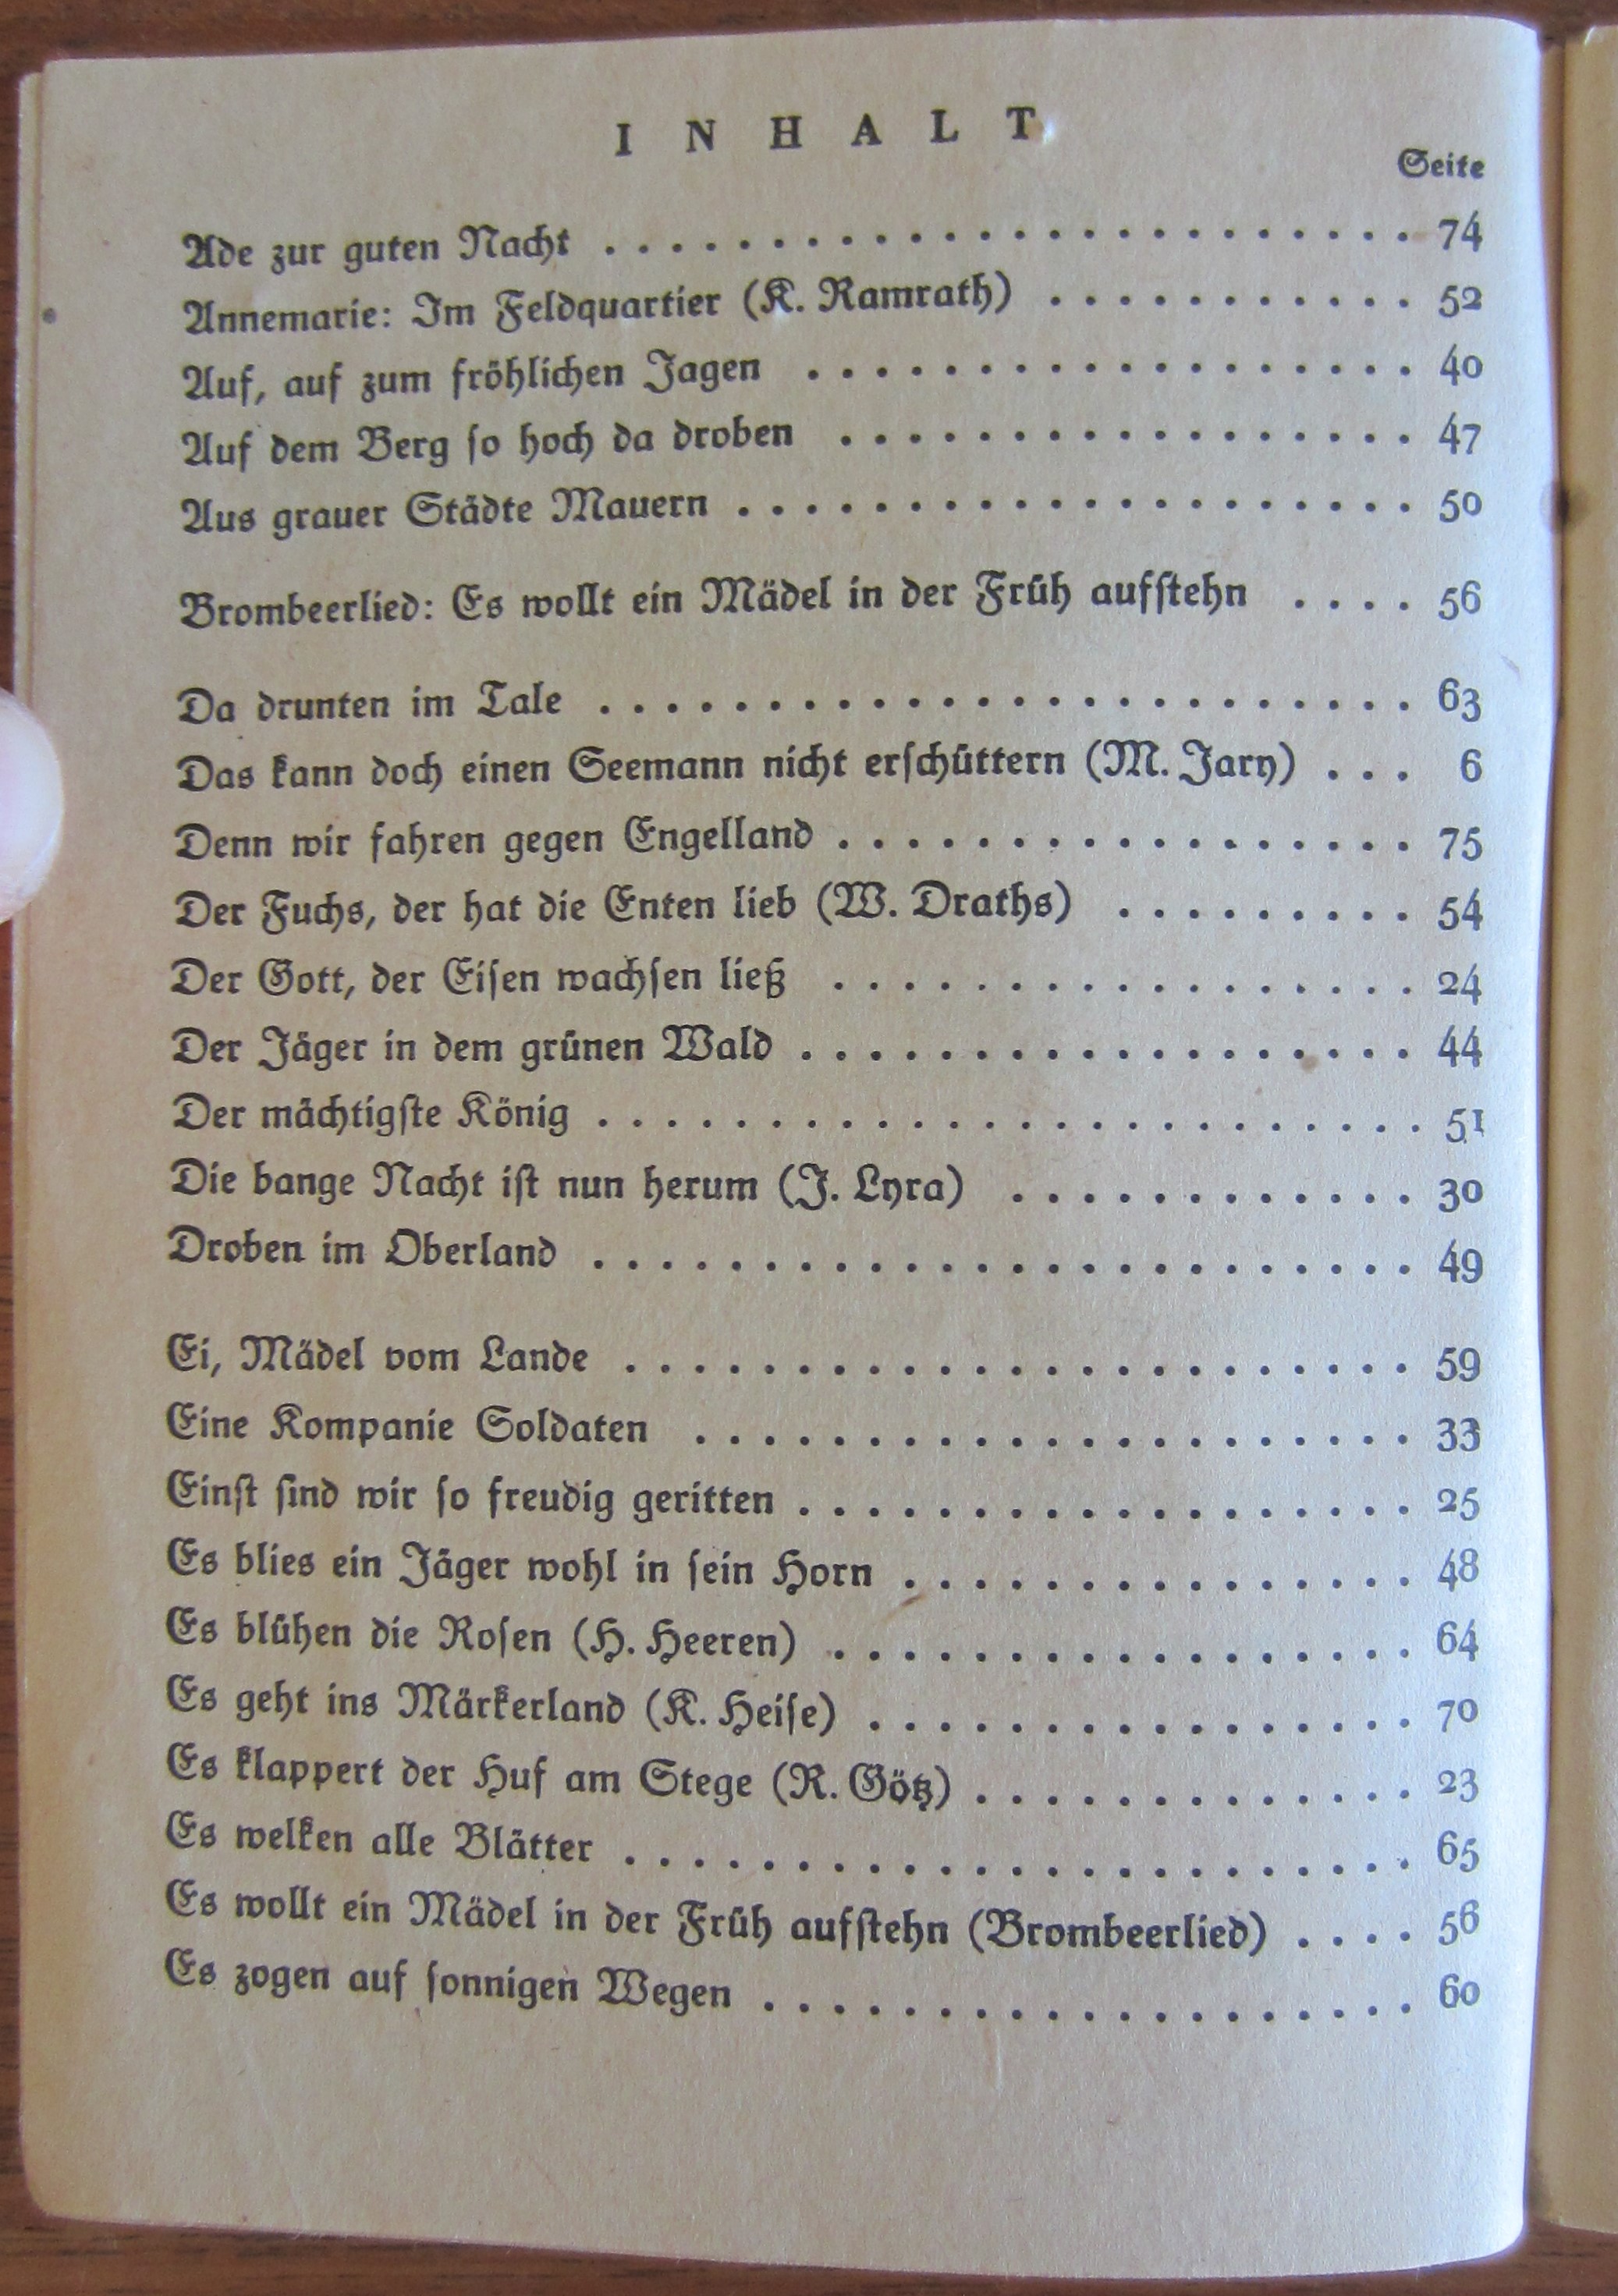 INHALT
Seite
Ade zur guten Nacht . . . . . . . . . . . . . . . . . . . . . . . . 74
Annemarie: Im Feldquartier (K. Ramrath) . . . . . . . . . . . 52
Auf, auf zum fröhlichen Jagen . . . . . . . . . . . . . . . . . . 40
Auf dem Berg ſo hoch da droben . . . . . . . . . . . . . . . . . 47
Aus grauer Städte Mauern . . . . . . . . . . . . . . . . . . . . 50
Brombeerlied: Es wollt ein Mädel in der Früh aufſtehn . . . . 56
Da drunten im Tale . . . . . . . . . . . . . . . . . . . . . . . . 63
Das kann doch einen Seemann nicht erſchüttern (M. Jary) . . . 6
Denn wir fahren gegen Engelland . . . . . . . . . . . . . . . . . 75
Der Fuchs, der hat die Enten lieb (W. Draths) . . . . . . . . . 54
Der Gott, der Eiſen wachſen ließ . . . . . . . . . . . . . . . . . 24
Der Jäger in dem grünen Wald . . . . . . . . . . . . . . . . . . 44
Der mächtigſte König . . . . . . . . . . . . . . . . . . . . . . . . 51
Die bange Nacht iſt nun herum (J. Lyra) . . . . . . . . . . . . 30
Droben im Oberland . . . . . . . . . . . . . . . . . . . . . . . . 49
Ei, Mädel vom Lande . . . . . . . . . . . . . . . . . . . . . . . 59
Eine Kompanie Soldaten . . . . . . . . . . . . . . . . . . . . . 33
Einſt ſind wir ſo freudig geritten . . . . . . . . . . . . . . . . . . 25
Es blies ein Jäger wohl in ſein Horn . . . . . . . . . . . . . . . 48
Es blühen die Roſen (H. Heeren) . . . . . . . . . . . . . . . . . 64
Es geht ins Märkerland (K. Heiſe) . . . . . . . . . . . . . . . . 70
Es klappert der Huf am Stege (R. Götz) . . . . . . . . . . . . . 23
Es welken alle Blätter . . . . . . . . . . . . . . . . . . . . . . . 65
Es wollt ein Mädel in der Früh aufſtehn (Brombeerlied) . . . . 56
Es zogen auf ſonnigen Wegen . . . . . . . . . . . . . . . . . . . 60